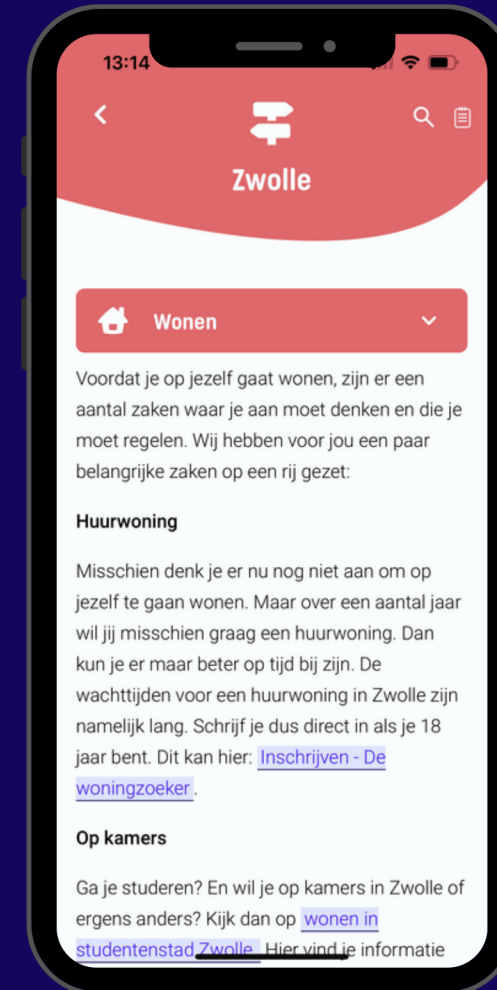 13:14
Zwolle
Wonen
Voordat je op jezelf gaat wonen, zijn er een
aantal zaken waar je aan moet denken en die je
moet regelen. Wij hebben voor jou een paar
belangrijke zaken op een rij gezet:
Huurwoning
Misschien denk je er nu nog niet aan om op
jezelf te gaan wonen. Maar over een aantal jaar
wil jij misschien graag een huurwoning. Dan
kun je er maar beter op tijd bij zijn. De
wachttijden voor een huurwoning in Zwolle zijn
namelijk lang. Schrijf je dus direct in als je 18
jaar bent. Dit kan hier: Inschrijven - De
woningzoeker .
Op kamers
Ga je studeren? En wil je op kamers in Zwolle of
ergens anders? Kijk dan op wonen in
studentenstad Zwolle. Hier vind je informatie